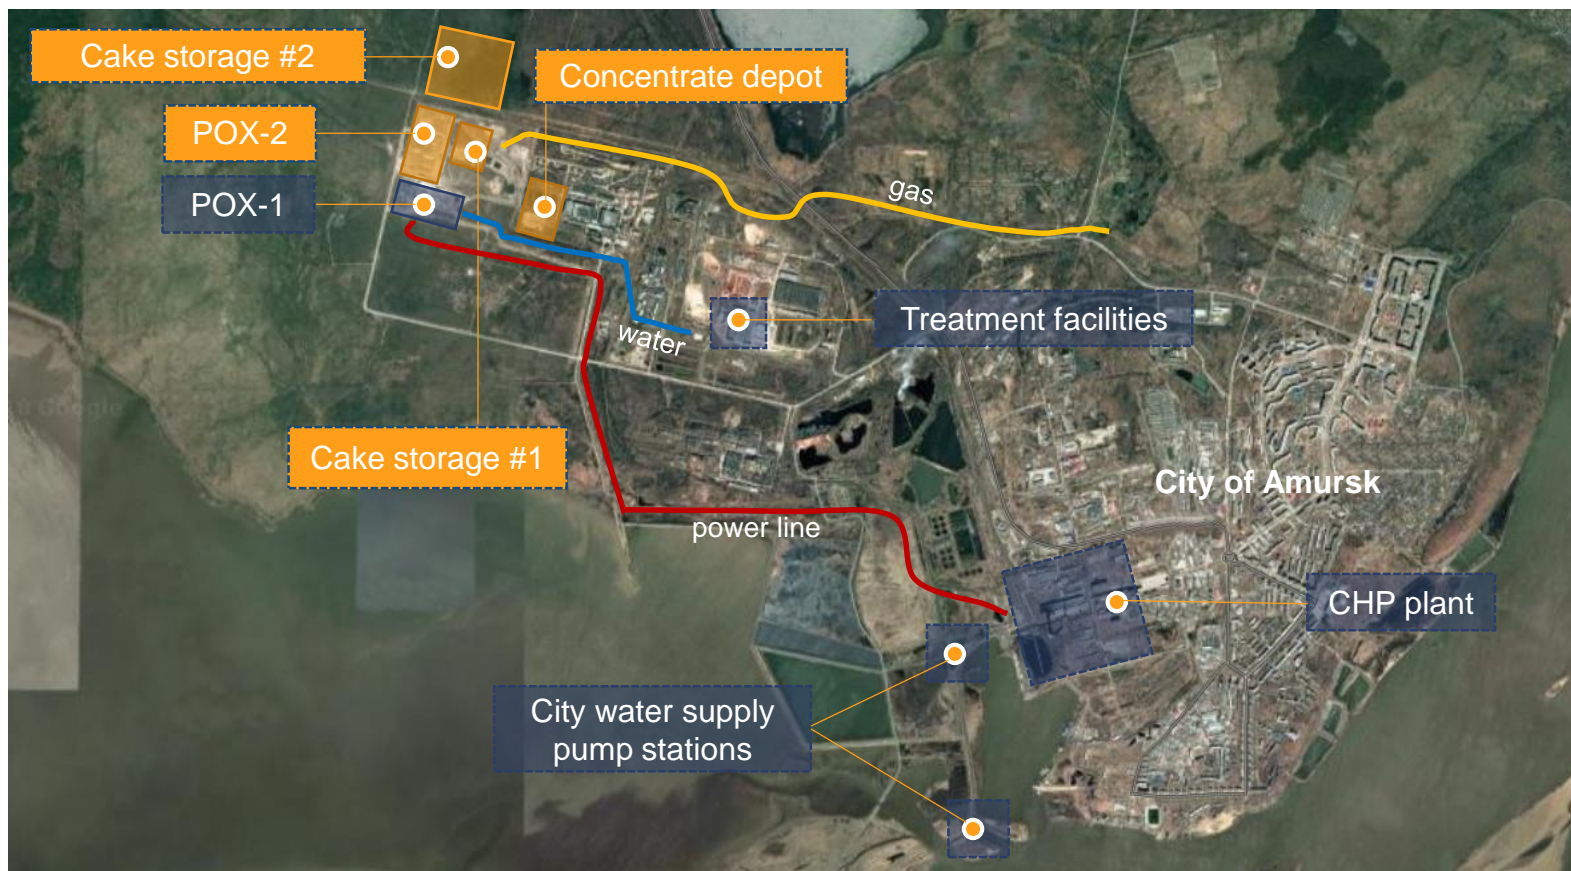 Cake storage #2
Concentrate depot
POX-2
POX-1
gas
Treatment facilities
water
Cake storage #1
City of Amursk
power line
CHP plant
City water supply
pump stations